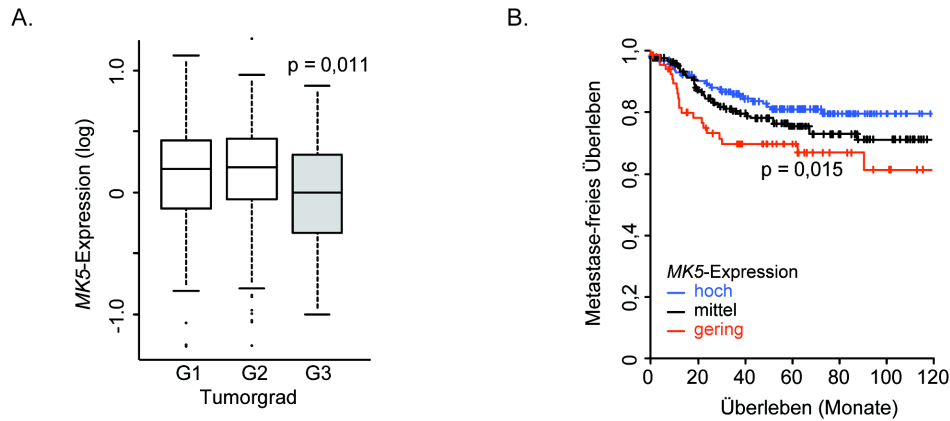 A.
MK5-Expression (log)
1.0
0
-1.0
p = 0,011
G1 G2 G3
Tumorgrad
B.
Metastase-freies Überleben
1,0
0,8
0,6
0,4
0,2
0
p = 0,015
MK5-Expression
hoch
mittel
gering
0 20 40 60 80 100 120
Überleben (Monate)